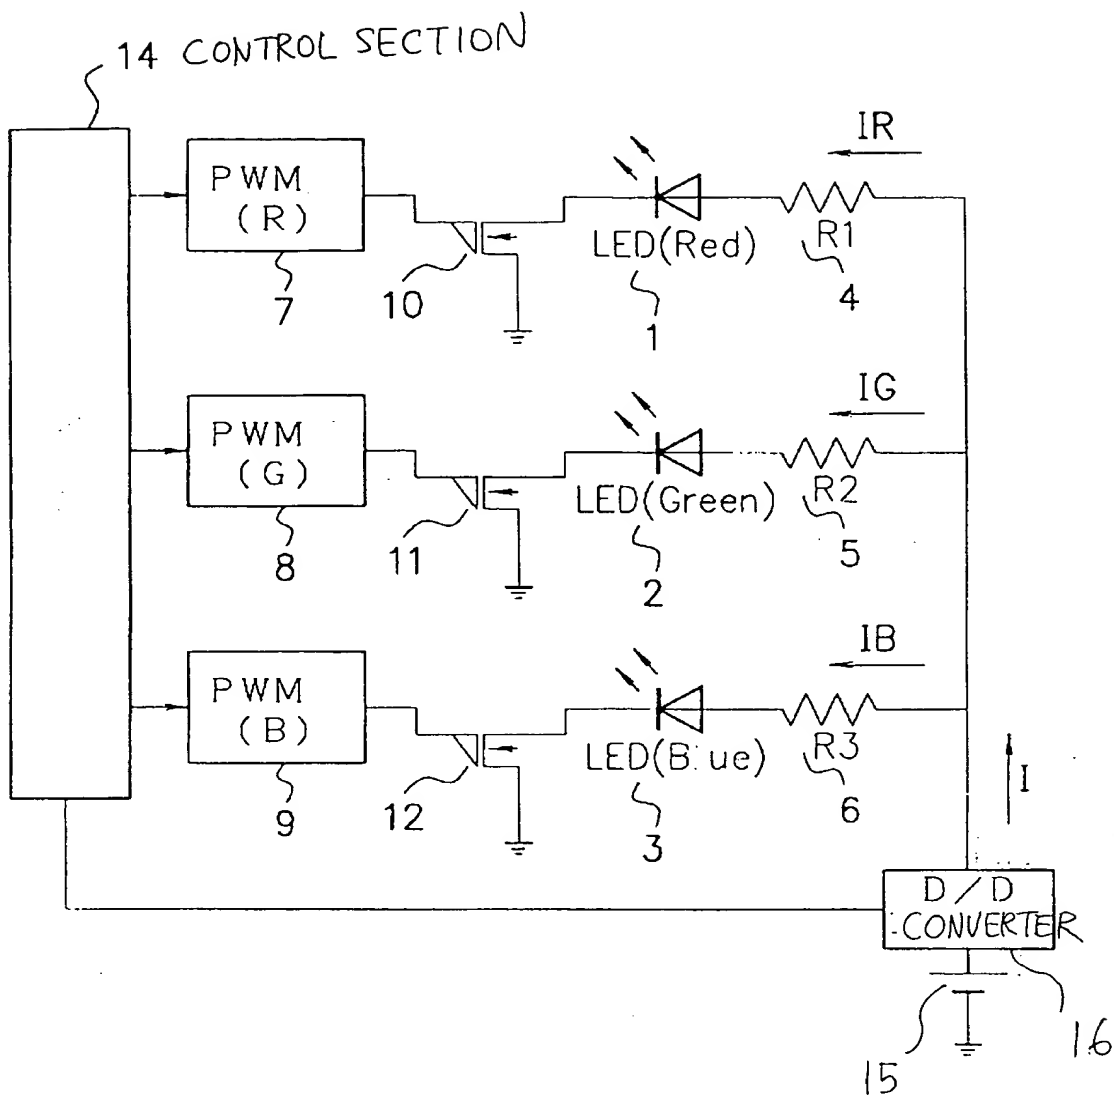 14 CONTROL SECTION
IR
PWM
(R)
LED(Red)
R1
7
10
1
4
IG
PWM
(G)
LED(Green)
R2
8
11
2
5
IB
PWM
(B)
LED(B ue)
R3
9
12
3
6
I
D/D
CONVERTER
15
16